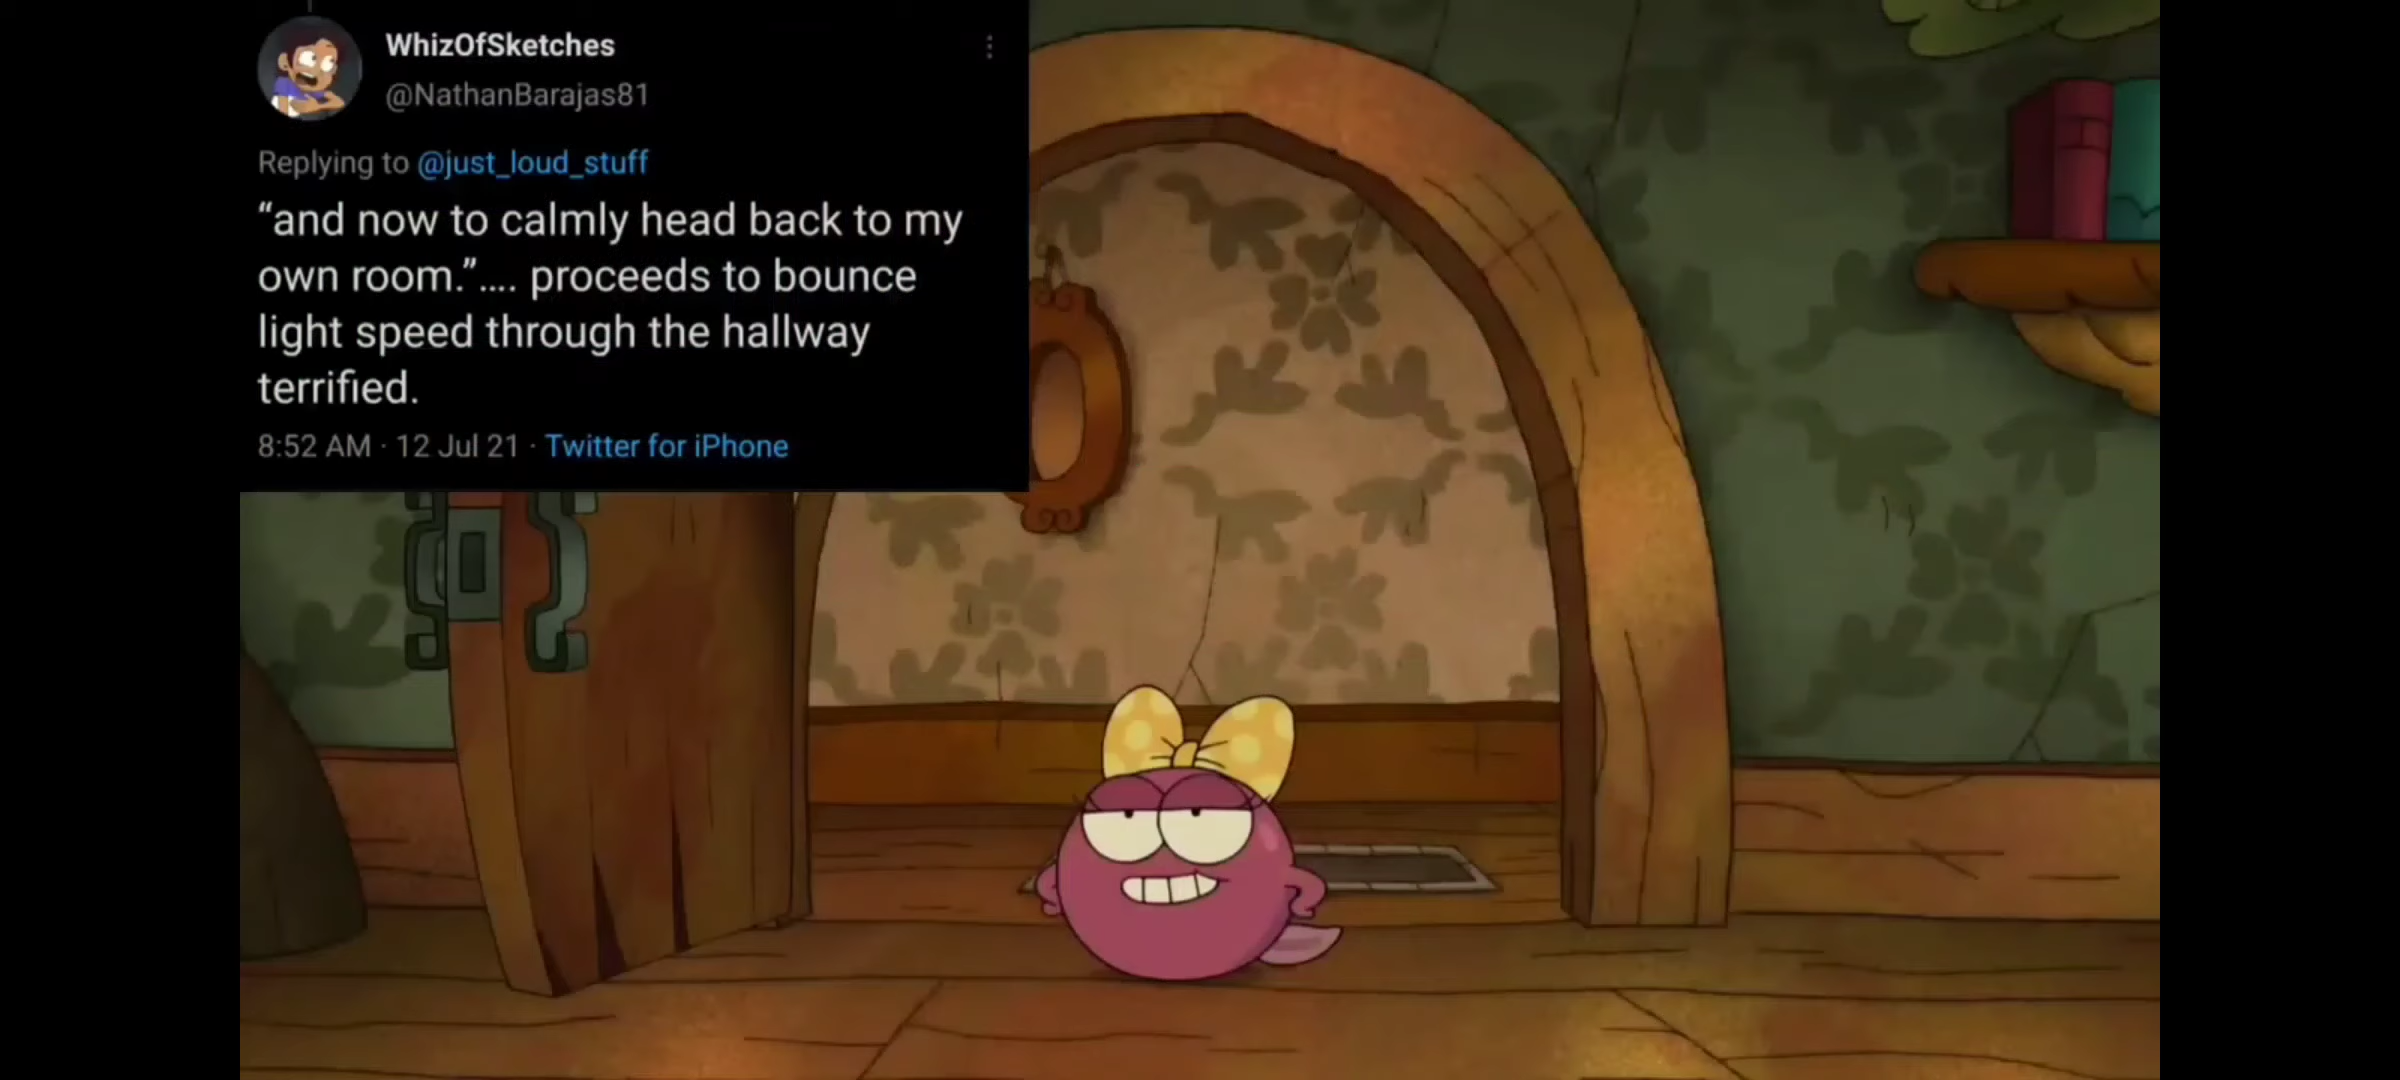 WhizOfSketches
@NathanBarajas81
Replying to @just_loud_stuff
“and now to calmly head back to my
own room.”.... proceeds to bounce
light speed through the hallway
terrified.
8:52 AM · 12 Jul 21 · Twitter for iPhone